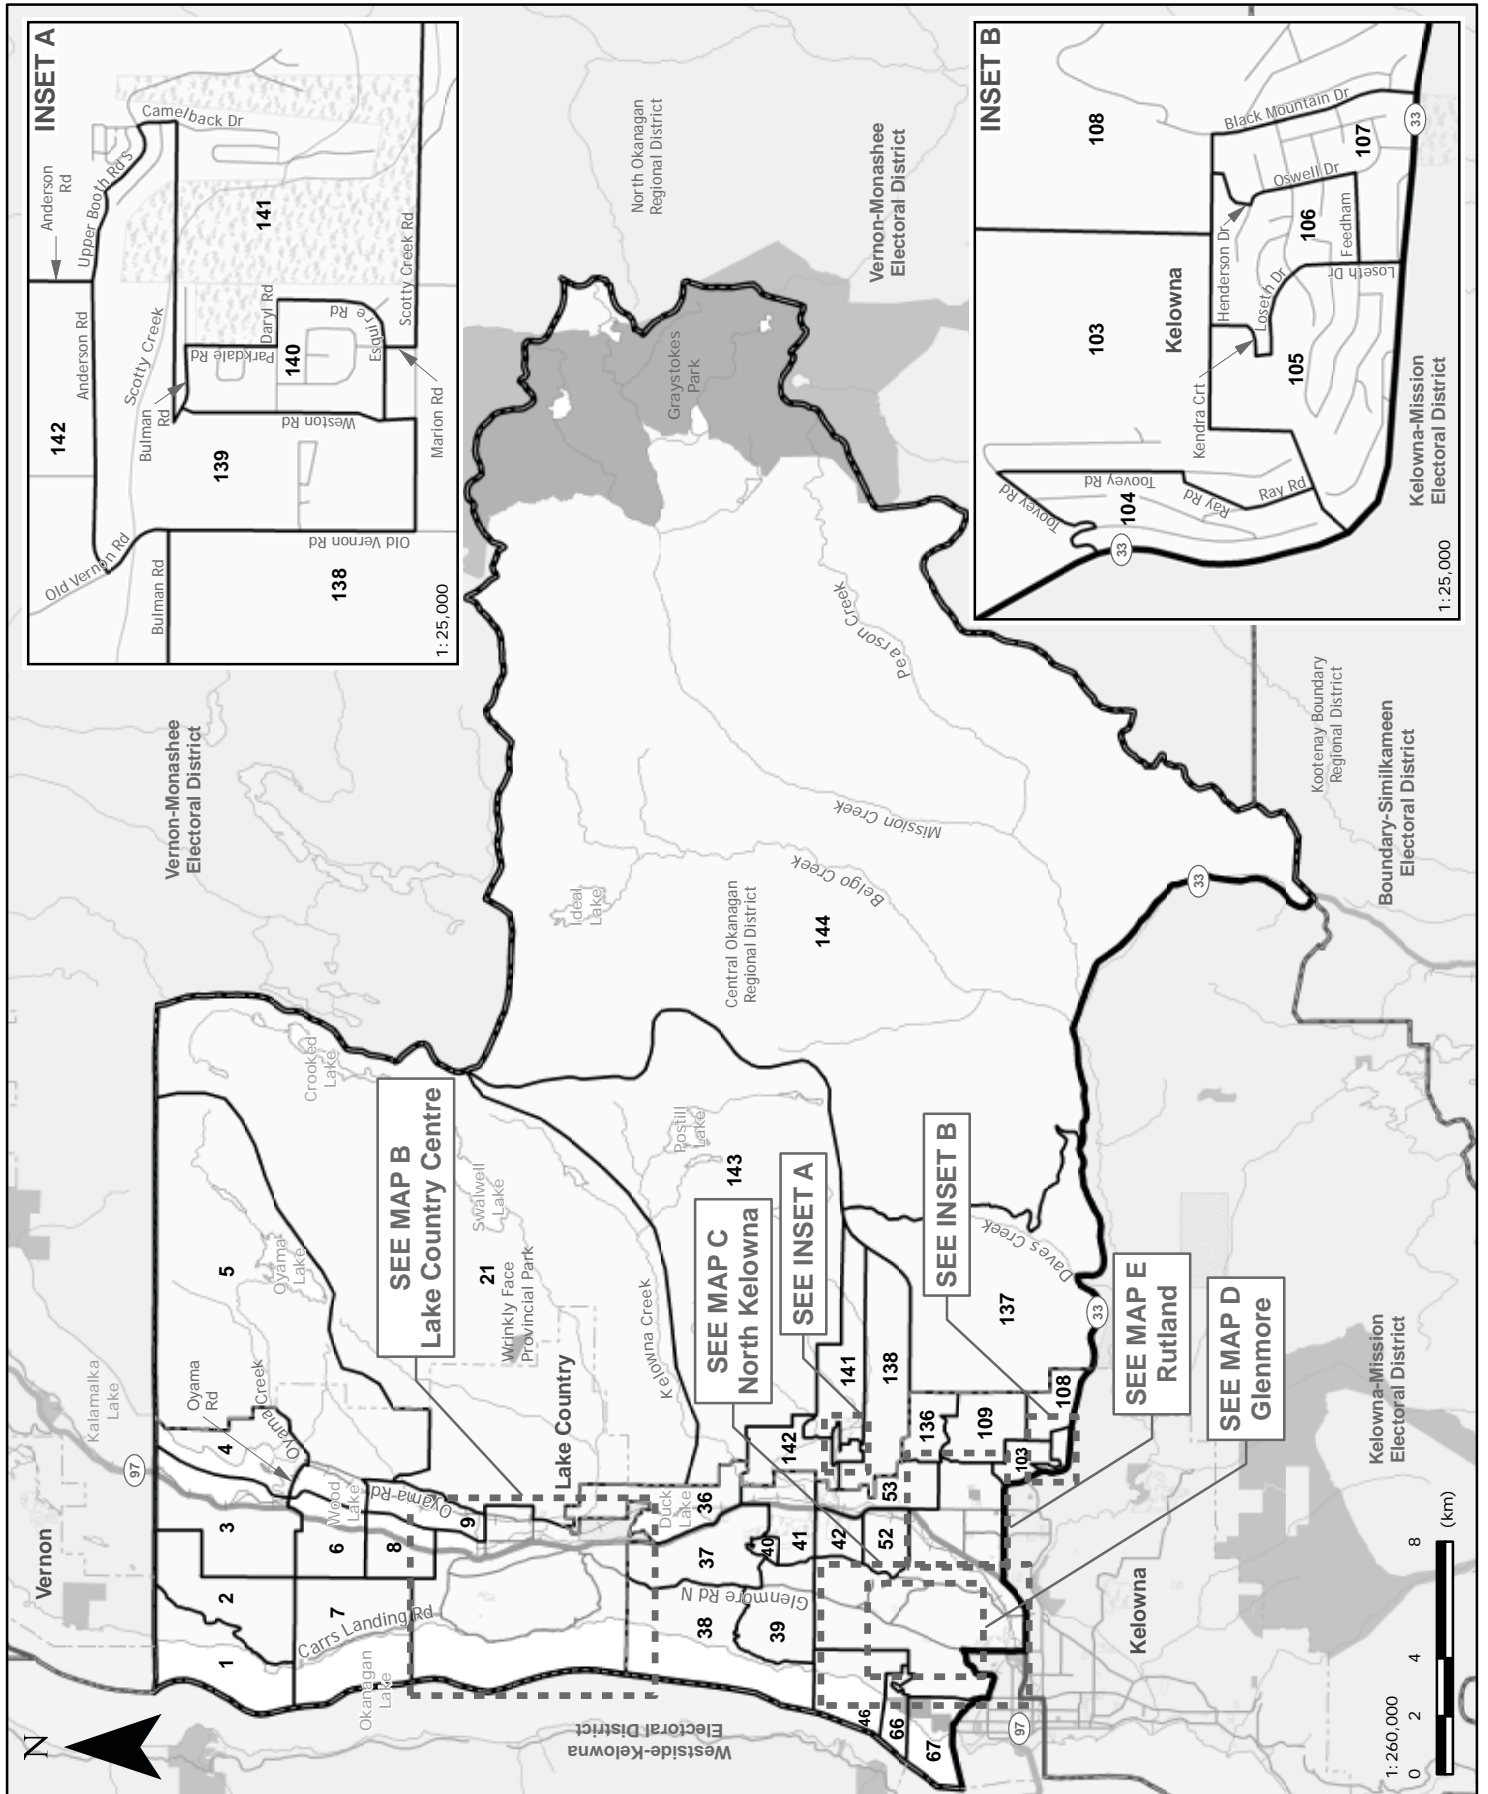 INSET A
Anderson
Rd
Camelback Dr
Upper Booth Rd S
142
Anderson Rd
Scotty Creek
141
Bulman
Rd
Parkdale Rd
Daryl Rd
Esquire Rd
140
Scotty Creek Rd
Marion Rd
Weston Rd
139
Old Vernon Rd
Old Vernon Rd
Bulman Rd
138
1:25,000
INSET B
108
Black Mountain Dr
107
33
Oswell Dr
Henderson Dr
106
Feedham
Loseth Dr
Loseth Dr
103
Kelowna
Kendra Crt
105
Toovey Rd
Toovey Rd
104
Ray Rd
Ray Rd
33
1:25,000
North Okanagan
Regional District
Vernon-Monashee
Electoral District
Graystokes
Park
Kelowna-Mission
Electoral District
Vernon-Monashee
Electoral District
Pearson Creek
Mission Creek
Belgo Creek
Ideal
Lake
Central Okanagan
Regional District
144
33
Kootenay Boundary
Regional District
Boundary-Similkameen
Electoral District
Crooked
Lake
SEE MAP B
Lake Country Centre
Swalwell
Lake
Postill
Lake
143
21
Wrinkly Face
Provincial Park
Kelowna Creek
5
Oyama
Lake
Kalamalka
Lake
97
Oyama
Rd
Oyama Creek
4
SEE MAP C
North Kelowna
SEE INSET A
SEE INSET B
Daves Creek
137
33
SEE MAP E
Rutland
SEE MAP D
Glenmore
Kelowna-Mission
Electoral District
Vernon
3
2
1
Wood
Lake
Oyama Rd
6
8
9
7
Carrs Landing Rd
Lake Country
Duck
Lake
36
37
38
39
40
41
42
52
53
142
141
138
136
109
108
103
Glenmore Rd N
Okanagan
Lake
46
66
67
97
Kelowna
Westside-Kelowna
Electoral District
N
1:260,000
0 2 4 8 (km)